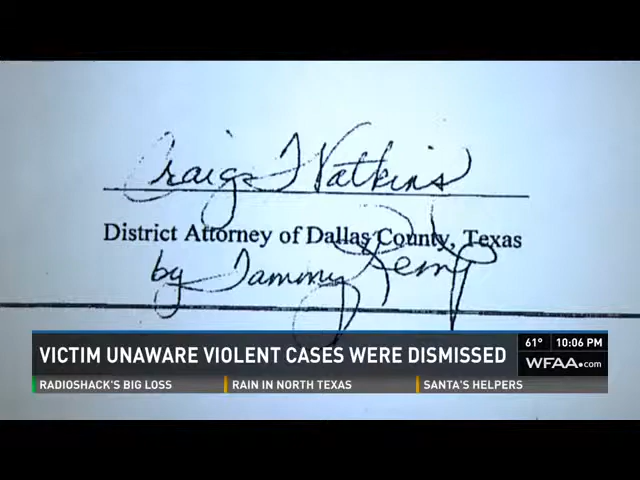 Craig Watkins
District Attorney of Dallas County, Texas
by Tammy Kemp
VICTIM UNAWARE VIOLENT CASES WERE DISMISSED
61° 10:06 PM
WFAA.com
RADIOSHACK'S BIG LOSS
RAIN IN NORTH TEXAS
SANTA'S HELPERS